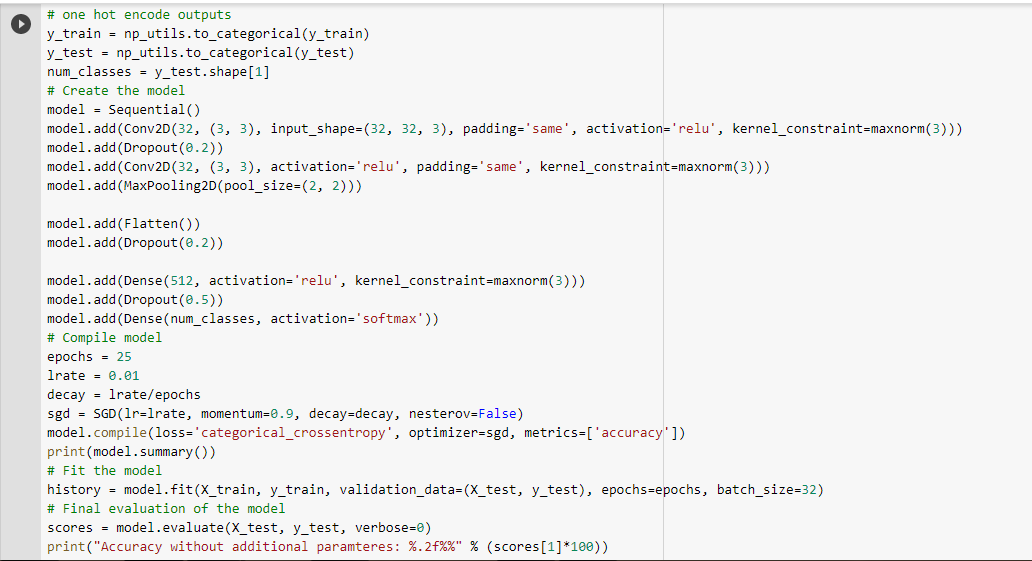 # one hot encode outputs
y_train = np_utils.to_categorical(y_train)
y_test = np_utils.to_categorical(y_test)
num_classes = y_test.shape[1]
# Create the model
model = Sequential()
model.add(Conv2D(32, (3, 3), input_shape=(32, 32, 3), padding='same', activation='relu', kernel_constraint=maxnorm(3)))
model.add(Dropout(0.2))
model.add(Conv2D(32, (3, 3), activation='relu', padding='same', kernel_constraint=maxnorm(3)))
model.add(MaxPooling2D(pool_size=(2, 2)))
model.add(Flatten())
model.add(Dropout(0.2))
model.add(Dense(512, activation='relu', kernel_constraint=maxnorm(3)))
model.add(Dropout(0.5))
model.add(Dense(num_classes, activation='softmax'))
# Compile model
epochs = 25
lrate = 0.01
decay = lrate/epochs
sgd = SGD(lr=lrate, momentum=0.9, decay=decay, nesterov=False)
model.compile(loss='categorical_crossentropy', optimizer=sgd, metrics=['accuracy'])
print(model.summary())
# Fit the model
history = model.fit(X_train, y_train, validation_data=(X_test, y_test), epochs=epochs, batch_size=32)
# Final evaluation of the model
scores = model.evaluate(X_test, y_test, verbose=0)
print("Accuracy without additional paramteres: %.2f%%" % (scores[1]*100))